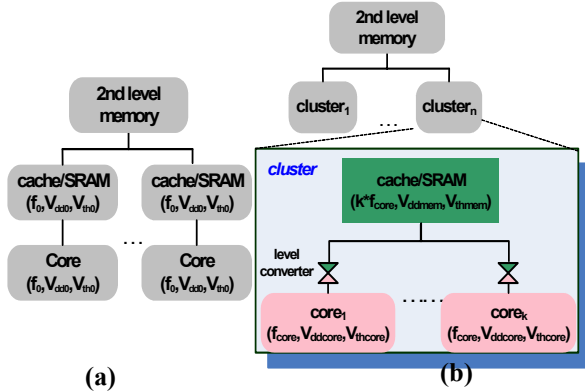 2nd level
memory
cache/SRAM
(f0,Vdd0,Vth0)
cache/SRAM
(f0,Vdd0,Vth0)
...
Core
(f0,Vdd0,Vth0)
Core
(f0,Vdd0,Vth0)
(a)
2nd level
memory
cluster1
...
clustern
cluster
cache/SRAM
(k*fcore,Vddmem,Vthmem)
level
converter
......
core1
(fcore,Vddcore,Vthcore)
corek
(fcore,Vddcore,Vthcore)
(b)